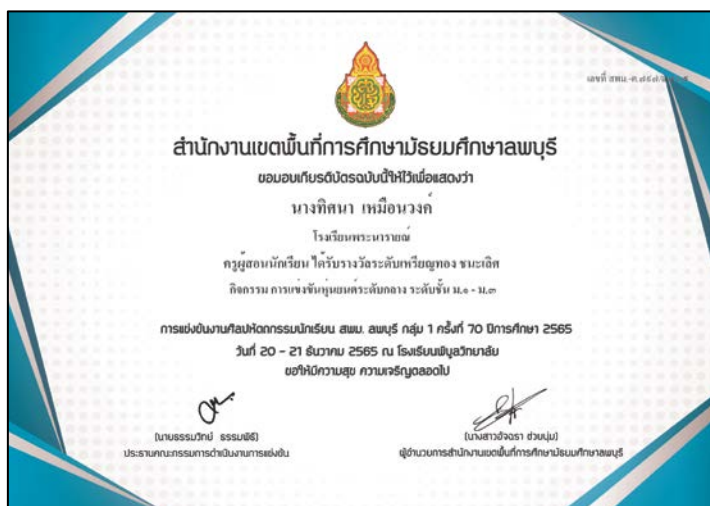 เลขที่ สพม.-ค
สำนักงานเขตพื้นที่การศึกษามัธยมศึกษาลพบุรี
ขอมอบเกียรติบัตรฉบับนี้ให้ไว้เพื่อแสดงว่า
นางทิศนา เหมือนวงค์
โรงเรียนพระนารายณ์
ครูผู้สอนนักเรียน ได้รับรางวัลระดับเหรียญทอง ชนะเลิศ
กิจกรรม การแข่งขันหุ่นยนต์ระดับกลาง ระดับชั้น ม.๑ - ม.๓
การแข่งขันงานศิลปหัตถกรรมนักเรียน สพม. ลพบุรี กลุ่ม 1 ครั้งที่ 70 ปีการศึกษา 2565
วันที่ 20 - 21 ธันวาคม 2565 ณ โรงเรียนพิบูลวิทยาลัย
ขอให้มีความสุข ความเจริญตลอดไป
(นายธรรมวิทย์ ธรรมพิธี)
ประธานคณะกรรมการดำเนินงานการแข่งขัน
(นางสาวอัจฉรา ช่วยนุ่ม)
ผู้อำนวยการสำนักงานเขตพื้นที่การศึกษามัธยมศึกษาลพบุรี